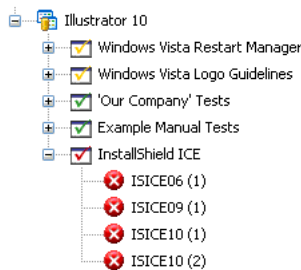 Illustrator 10
Windows Vista Restart Manager
Windows Vista Logo Guidelines
'Our Company' Tests
Example Manual Tests
InstallShield ICE
ISICE06 (1)
ISICE09 (1)
ISICE10 (1)
ISICE10 (2)